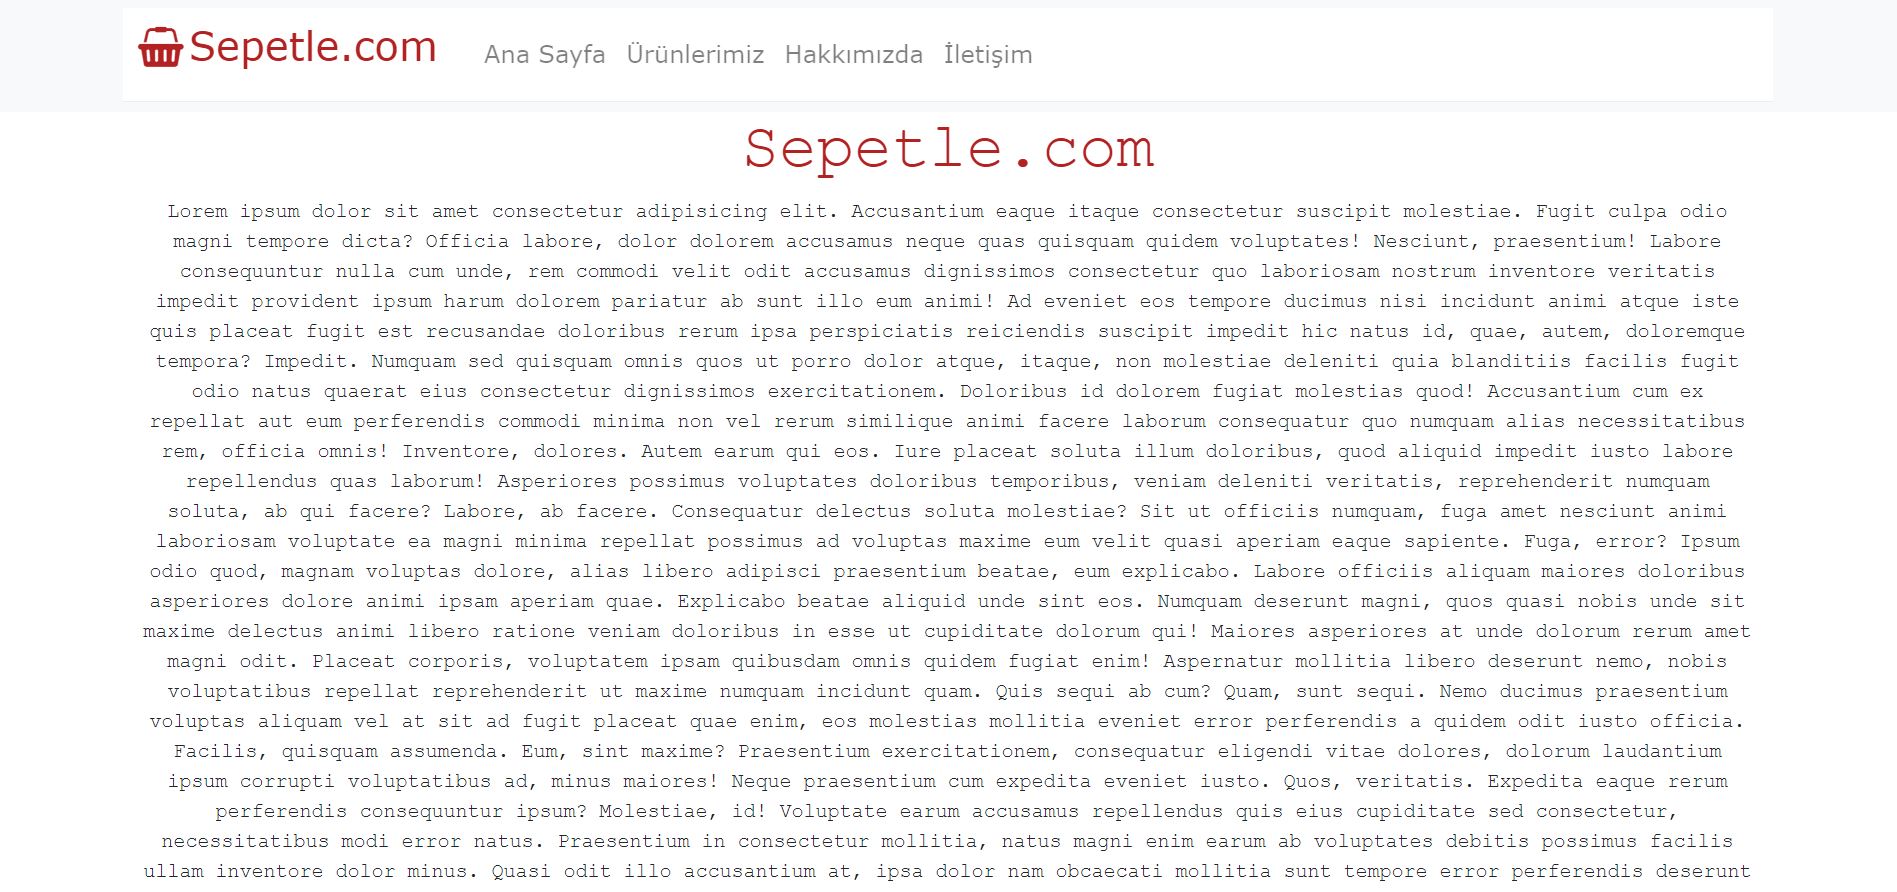 Sepetle.com
Ana Sayfa Ürünlerimiz Hakkımızda İletişim
Sepetle.com
Lorem ipsum dolor sit amet consectetur adipisicing elit. Accusantium eaque itaque consectetur suscipit molestiae. Fugit culpa odio
magni tempore dicta? Officia labore, dolor dolorem accusamus neque quas quisquam quidem voluptates! Nesciunt, praesentium! Labore
consequuntur nulla cum unde, rem commodi velit odit accusamus dignissimos consectetur quo laboriosam nostrum inventore veritatis
impedit provident ipsum harum dolorem pariatur ab sunt illo eum animi! Ad eveniet eos tempore ducimus nisi incidunt animi atque iste
quis placeat fugit est recusandae doloribus rerum ipsa perspiciatis reiciendis suscipit impedit hic natus id, quae, autem, doloremque
tempora? Impedit. Numquam sed quisquam omnis quos ut porro dolor atque, itaque, non molestiae deleniti quia blanditiis facilis fugit
odio natus quaerat eius consectetur dignissimos exercitationem. Doloribus id dolorem fugiat molestias quod! Accusantium cum ex
repellat aut eum perferendis commodi minima non vel rerum similique animi facere laborum consequatur quo numquam alias necessitatibus
rem, officia omnis! Inventore, dolores. Autem earum qui eos. Iure placeat soluta illum doloribus, quod aliquid impedit iusto labore
repellendus quas laborum! Asperiores possimus voluptates doloribus temporibus, veniam deleniti veritatis, reprehenderit numquam
soluta, ab qui facere? Labore, ab facere. Consequatur delectus soluta molestiae? Sit ut officiis numquam, fuga amet nesciunt animi
laboriosam voluptate ea magni minima repellat possimus ad voluptas maxime eum velit quasi aperiam eaque sapiente. Fuga, error? Ipsum
odio quod, magnam voluptas dolore, alias libero adipisci praesentium beatae, eum explicabo. Labore officiis aliquam maiores doloribus
asperiores dolore animi ipsam aperiam quae. Explicabo beatae aliquid unde sint eos. Numquam deserunt magni, quos quasi nobis unde sit
maxime delectus animi libero ratione veniam doloribus in esse ut cupiditate dolorum qui! Maiores asperiores at unde dolorum rerum amet
magni odit. Placeat corporis, voluptatem ipsam quibusdam omnis quidem fugiat enim! Aspernatur mollitia libero deserunt nemo, nobis
voluptatibus repellat reprehenderit ut maxime numquam incidunt quam. Quis sequi ab cum? Quam, sunt sequi. Nemo ducimus praesentium
voluptas aliquam vel at sit ad fugit placeat quae enim, eos molestias mollitia eveniet error perferendis a quidem odit iusto officia.
Facilis, quisquam assumenda. Eum, sint maxime? Praesentium exercitationem, consequatur eligendi vitae dolores, dolorum laudantium
ipsum corrupti voluptatibus ad, minus maiores! Neque praesentium cum expedita eveniet iusto. Quos, veritatis. Expedita eaque rerum
perferendis consequuntur ipsum? Molestiae, id! Voluptate earum accusamus repellendus quis eius cupiditate sed consectetur,
necessitatibus modi error natus. Praesentium in consectetur mollitia, natus magni enim earum ab voluptates debitis possimus facilis
ullam inventore dolor minus. Quasi odit illo accusantium at, ipsa dolor nam obcaecati mollitia sunt tempore error perferendis deserunt